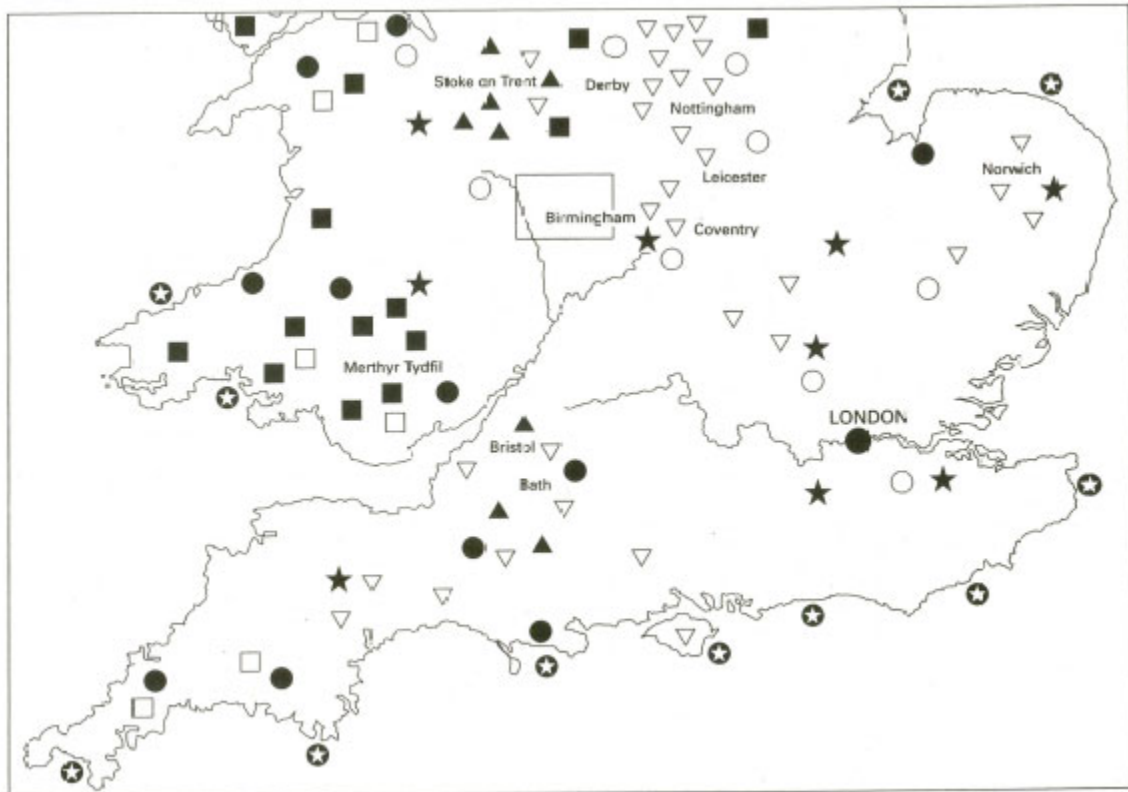 Stoke on Trent
Derby
Nottingham
Leicester
Norwich
Birmingham
Coventry
Merthyr Tydfil
LONDON
Bristol
Bath